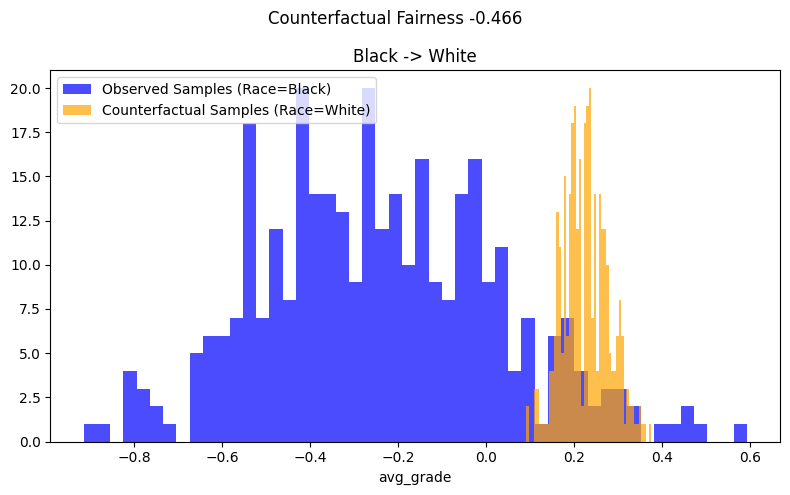 Counterfactual Fairness -0.466
Black -> White
Observed Samples (Race=Black)
Counterfactual Samples (Race=White)
20.0
17.5
15.0
12.5
10.0
7.5
5.0
2.5
0.0
−0.8 −0.6 −0.4 −0.2 0.0 0.2 0.4 0.6
avg_grade